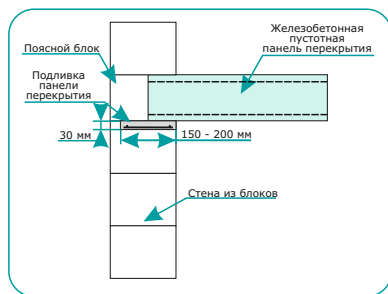 Железобетонная
пустотная
панель перекрытия
Поясной блок
Подливка
панели
перекрытия
30 мм
150 - 200 мм
Стена из блоков